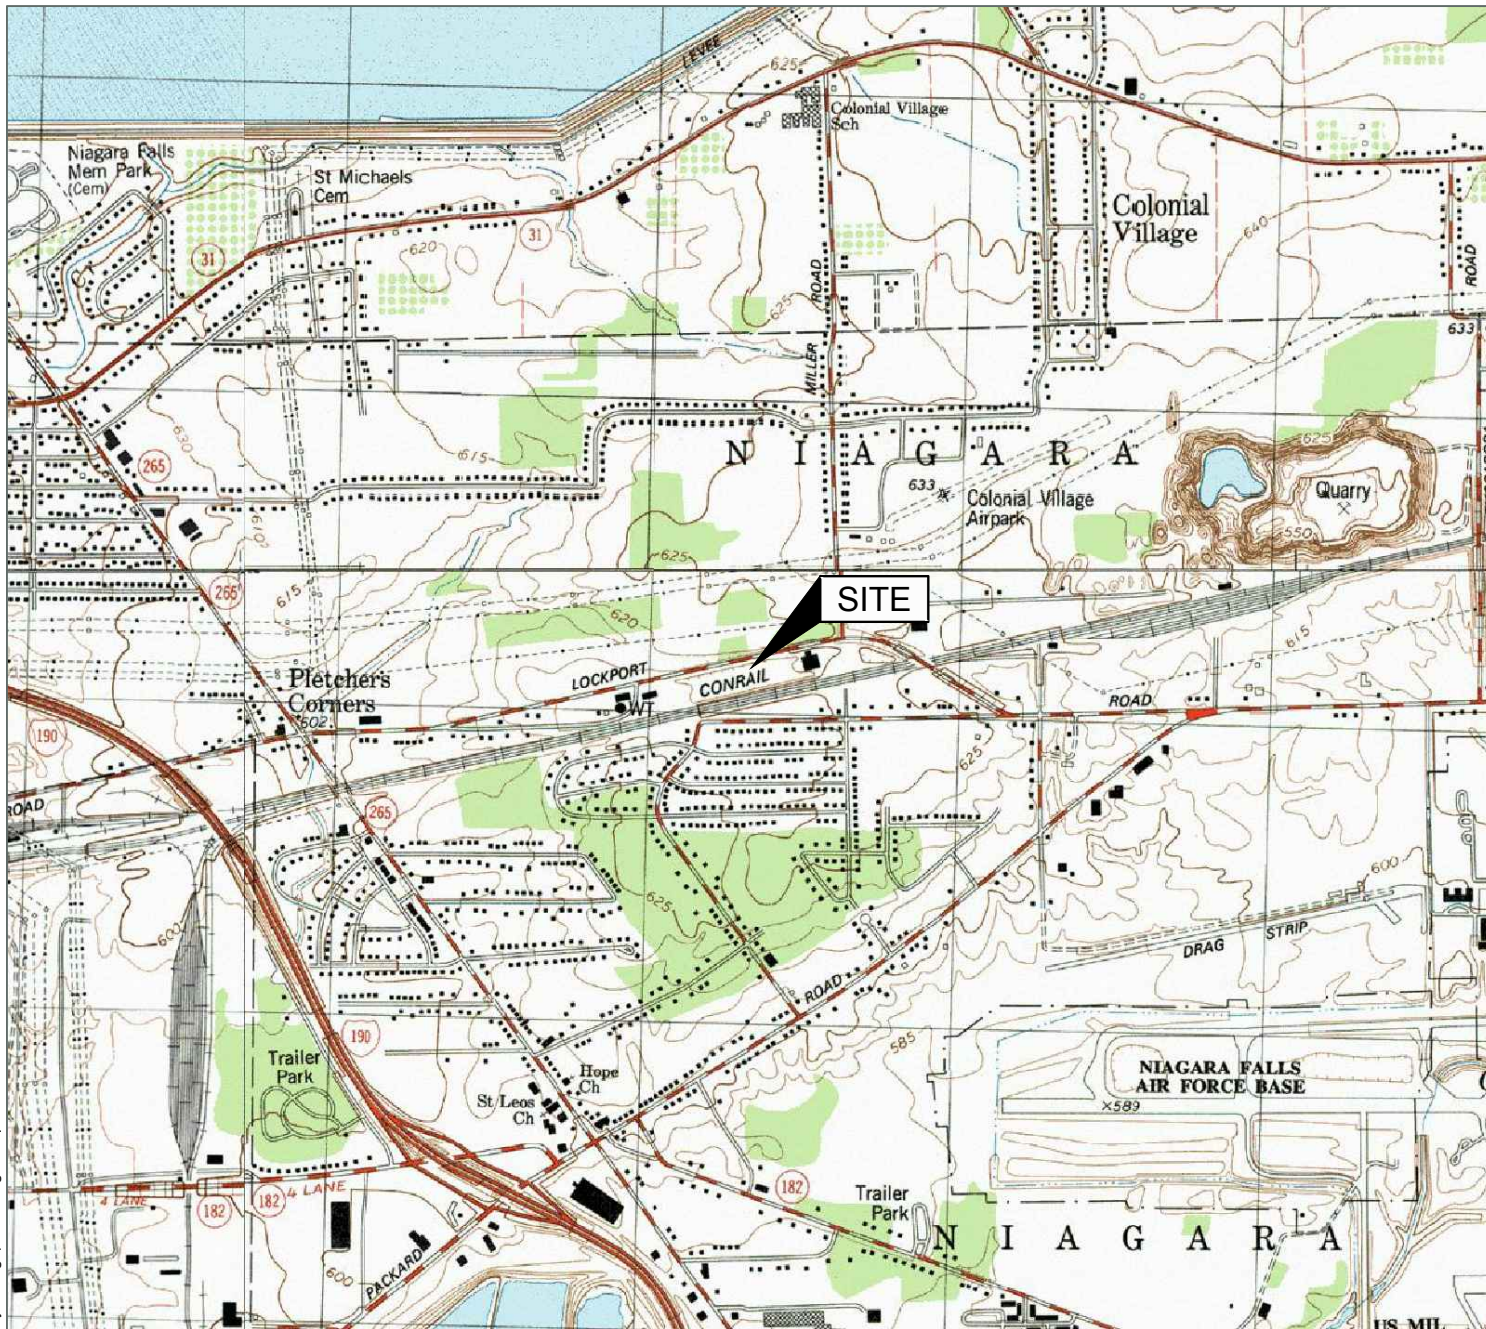 LEVEE
625
Colonial Village
Sch
Niagara Falls
Mem Park
(Cem)
St Michaels
Cem
Colonial
Village
31
31
620
640
ROAD
ROAD
625
633
MILLER
630
265
615
625
N I A G A R A
633
Colonial Village
Airpark
Quarry
550
610
625
265
615
620
SITE
615
Pletchers
Corners
602
LOCKPORT
CONRAIL
WT
ROAD
190
ROAD
625
265
600
625
600
DRAG STRIP
ROAD
585
190
Trailer
Park
Hope
Ch
St Leos
Ch
NIAGARA FALLS
AIR FORCE BASE
×589
4 LANE
182
182
4 LANE
182
Trailer
Park
N I A G A R A
600
PACKARD
US MIL